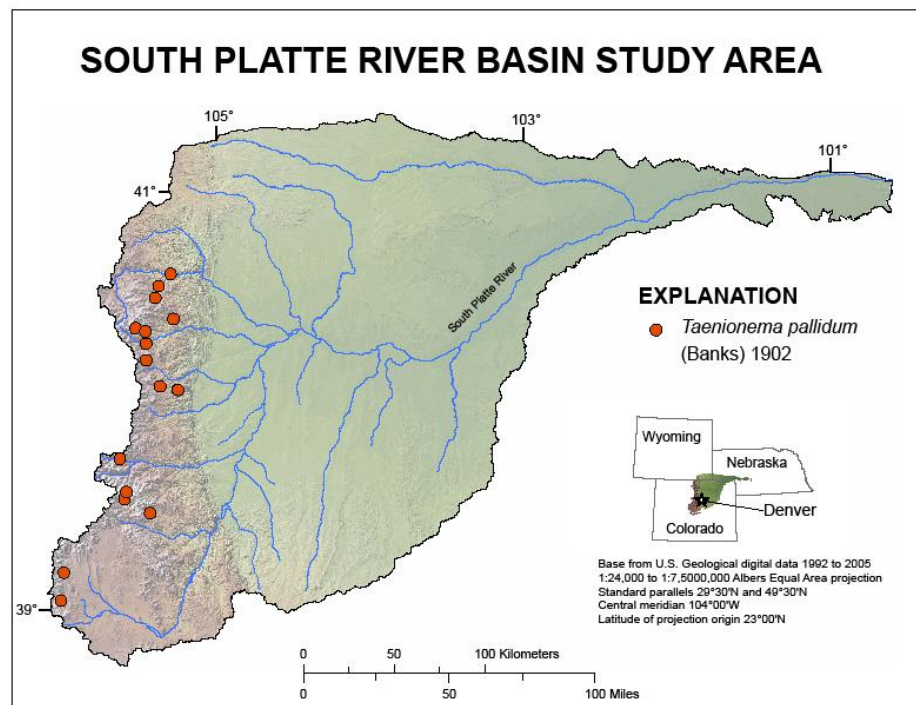 SOUTH PLATTE RIVER BASIN STUDY AREA
105°
103°
101°
41°
South Platte River
EXPLANATION
Taenionema pallidum
(Banks) 1902
Wyoming
Nebraska
Denver
Colorado
Base from U.S. Geological digital data 1992 to 2005
1:24,000 to 1:7,5000,000 Albers Equal Area projection
Standard parallels 29°30'N and 49°30'N
Central meridian 104°00'W
Latitude of projection origin 23°00'N
39°
0 50 100 Kilometers
0 50 100 Miles